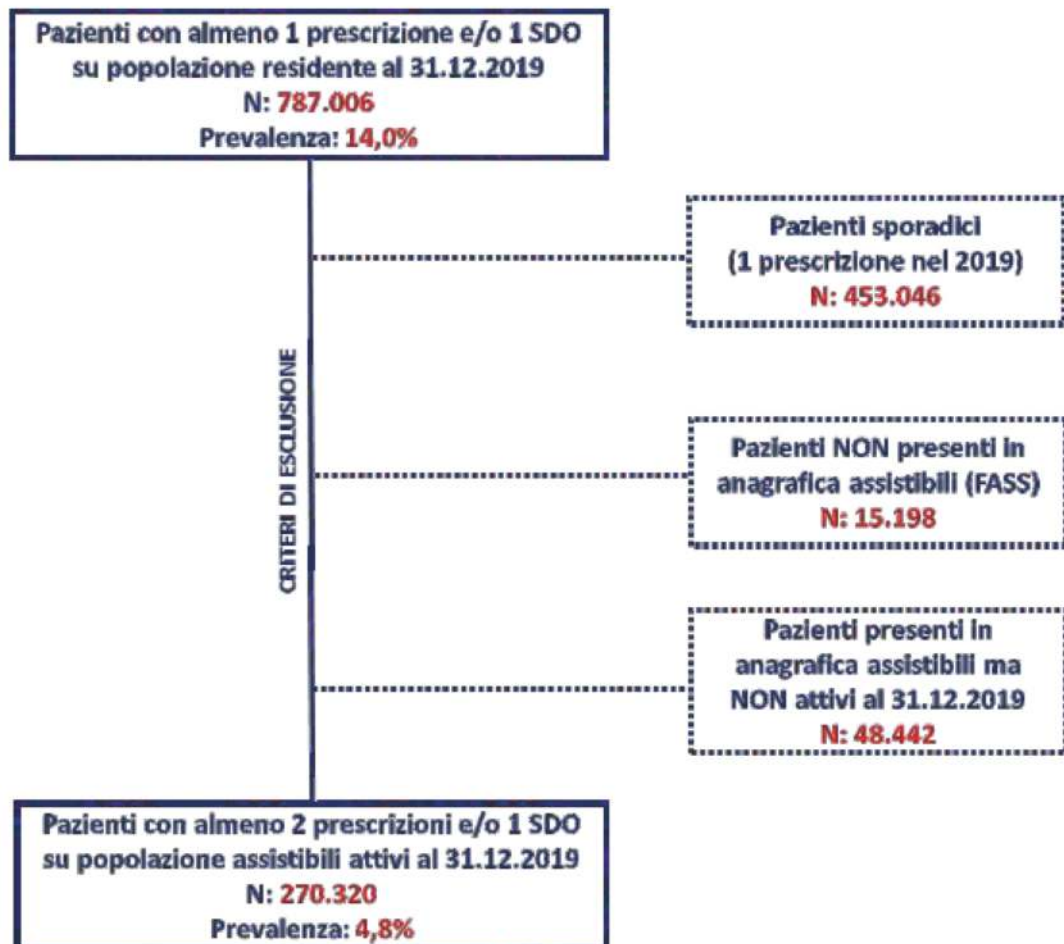 Pazienti con almeno 1 prescrizione e/o 1 SDO
su popolazione residente al 31.12.2019
N: 787.006
Prevalenza: 14,0%
Pazienti sporadici
(1 prescrizione nel 2019)
N: 453.046
CRITERI DI ESCLUSIONE
Pazienti NON presenti in
anagrafica assistibili (FASS)
N: 15.198
Pazienti presenti in
anagrafica assistibili ma
NON attivi al 31.12.2019
N: 48.442
Pazienti con almeno 2 prescrizioni e/o 1 SDO
su popolazione assistibili attivi al 31.12.2019
N: 270.320
Prevalenza: 4,8%